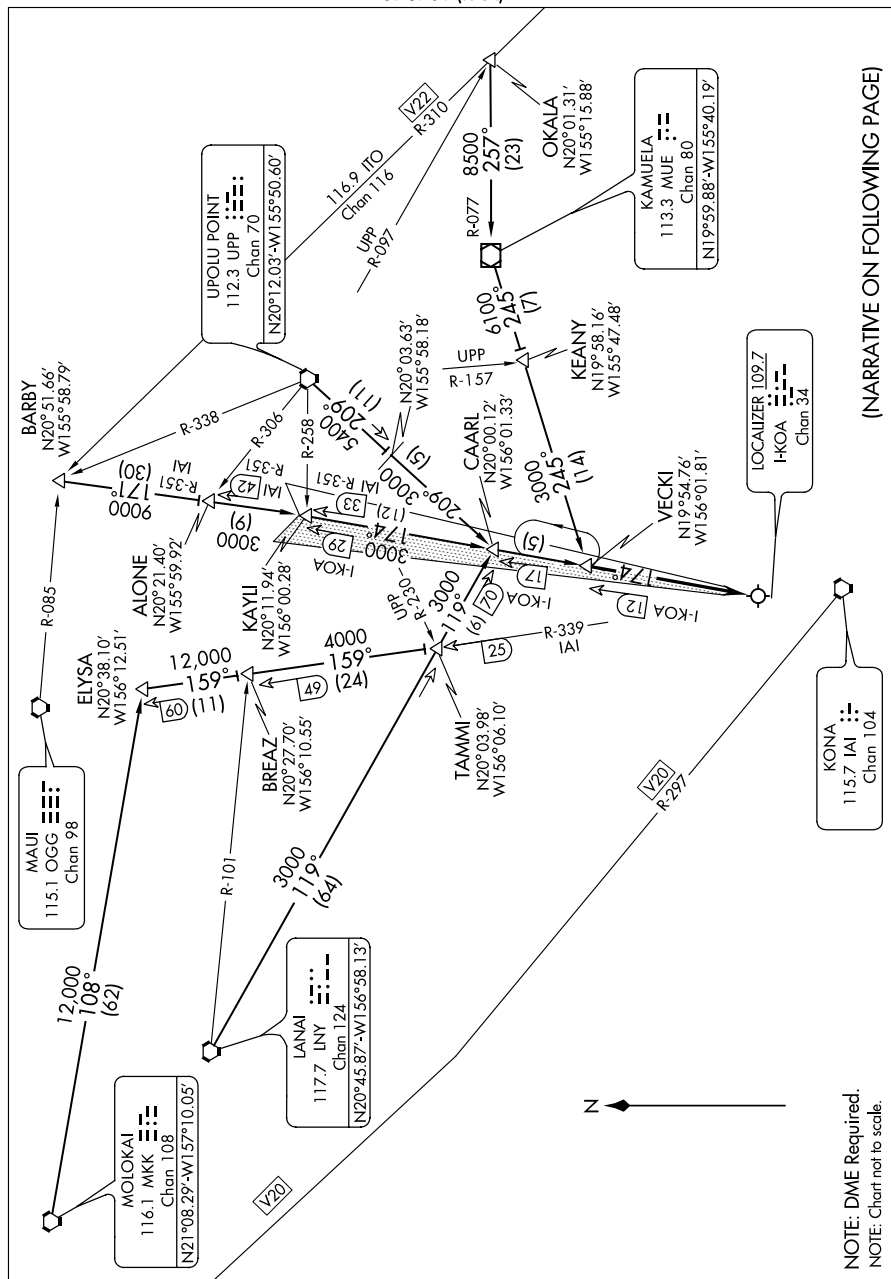 BARBY
N20°51.66'
W155°58.79'
UPOLU POINT
112.3 UPP
Chan 70
N20°12.03'-W155°50.60'
V22
R-310
116.9 ITO
Chan 116
UPP
R-097
OKALA
N20°01.31'
W155°15.88'
8500
257°
(23)
R-077
KAMUELA
113.3 MUE
Chan 80
N19°59.88'-W155°40.19'
6100
245°
(7)
KEANY
N19°58.16'
W155°47.48'
UPP
R-157
3000
245°
(14)
N20°03.63'
W155°58.18'
5400
209°
(11)
3000
209°
(5)
CAARL
N20°00.12'
W156°01.33'
VECKI
N19°54.76'
W156°01.81'
LOCALIZER 109.7
I-KOA
Chan 34
R-338
R-306
R-258
9000
171°
(30)
IAI
R-351
ALONE
N20°21.40'
W155°59.92'
42
IAI
R-351
3000
(9)
KAYLI
N20°11.94'
W156°00.28'
33
IAI R-351
29
I-KOA
174°
3000
(12)
17
I-KOA
(5)
12
I-KOA
174°
R-085
MAUI
115.1 OGG
Chan 98
ELYSA
N20°38.10'
W156°12.51'
60
12,000
159°
(11)
BREAZ
N20°27.70'
W156°10.55'
49
4000
159°
(24)
UPP
R-230
3000
119°
(6)
70
TAMMI
N20°03.98'
W156°06.10'
25
R-339
IAI
12,000
108°
(62)
MOLOKAI
116.1 MKK
Chan 108
N21°08.29'-W157°10.05'
R-101
LANAI
117.7 LNY
Chan 124
N20°45.87'-W156°58.13'
3000
119°
(64)
V20
V20
R-297
KONA
115.7 IAI
Chan 104
N
NOTE: DME Required.
NOTE: Chart not to scale.
(NARRATIVE ON FOLLOWING PAGE)